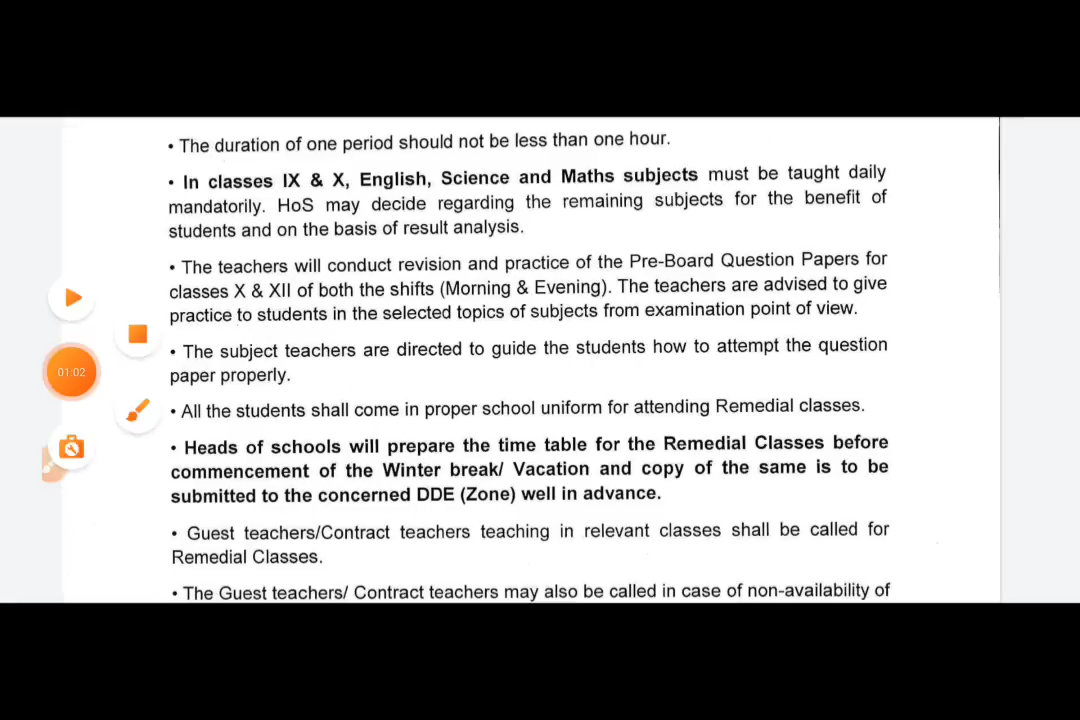 • The duration of one period should not be less than one hour.
• In classes IX & X, English, Science and Maths subjects must be taught daily
mandatorily. HoS may decide regarding the remaining subjects for the benefit of
students and on the basis of result analysis.
• The teachers will conduct revision and practice of the Pre-Board Question Papers for
classes X & XII of both the shifts (Morning & Evening). The teachers are advised to give
practice to students in the selected topics of subjects from examination point of view.
• The subject teachers are directed to guide the students how to attempt the question
paper properly.
01:02
• All the students shall come in proper school uniform for attending Remedial classes.
• Heads of schools will prepare the time table for the Remedial Classes before
commencement of the Winter break/ Vacation and copy of the same is to be
submitted to the concerned DDE (Zone) well in advance.
• Guest teachers/Contract teachers teaching in relevant classes shall be called for
Remedial Classes.
• The Guest teachers/ Contract teachers may also be called in case of non-availability of